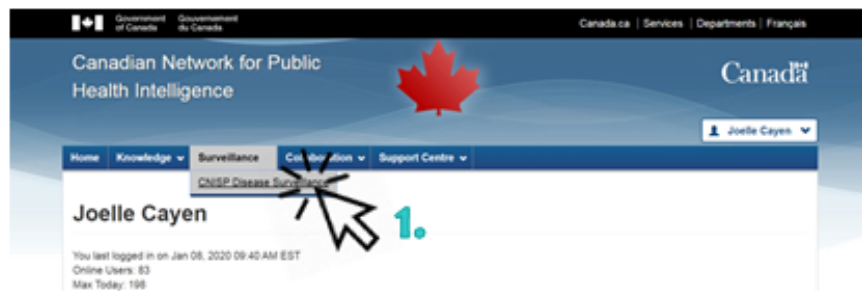 Government of Canada
Gouvernement du Canada
Canada.ca | Services | Departments | Français
Canadian Network for Public
Health Intelligence
Canada
Joelle Cayen
Home Knowledge Surveillance Collaboration Support Centre
CNISP Disease Surveillance
Joelle Cayen
1.
You last logged in on Jan 08, 2020 09:40 AM EST
Online Users: 83
Max Today: 198